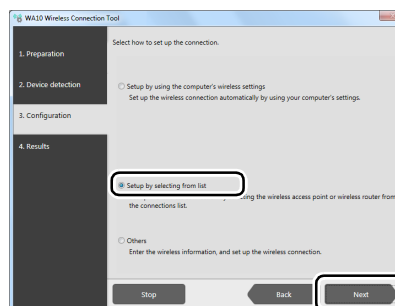 WA10 Wireless Connection Tool
Select how to set up the connection.
1. Preparation
2. Device detection
Setup by using the computer's wireless settings
Set up the wireless connection automatically by using your computer's settings.
3. Configuration
4. Results
Setup by selecting from list
the wireless access point or wireless router from
the connections list.
Others
Enter the wireless information, and set up the wireless connection.
Stop
Back
Next